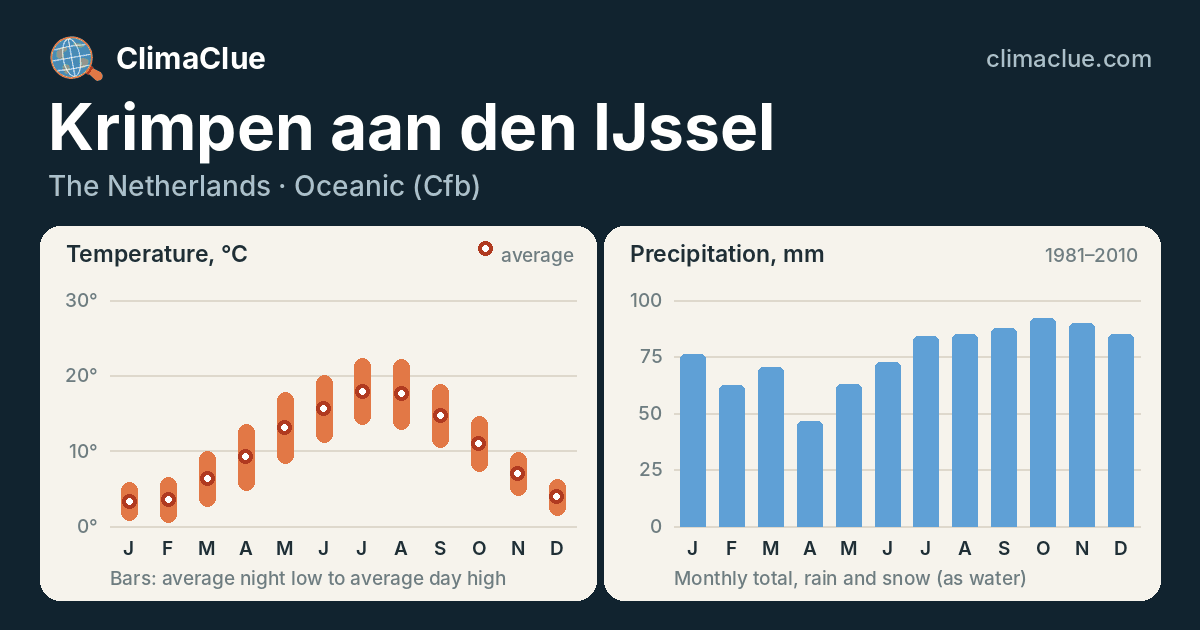 ClimaClue
climaclue.com
Krimpen aan den IJssel
The Netherlands · Oceanic (Cfb)
Temperature, °C
average
30°
20°
10°
0°
J F M A M J J A S O N D
Bars: average night low to average day high
Precipitation, mm
1981–2010
100
75
50
25
0
J F M A M J J A S O N D
Monthly total, rain and snow (as water)